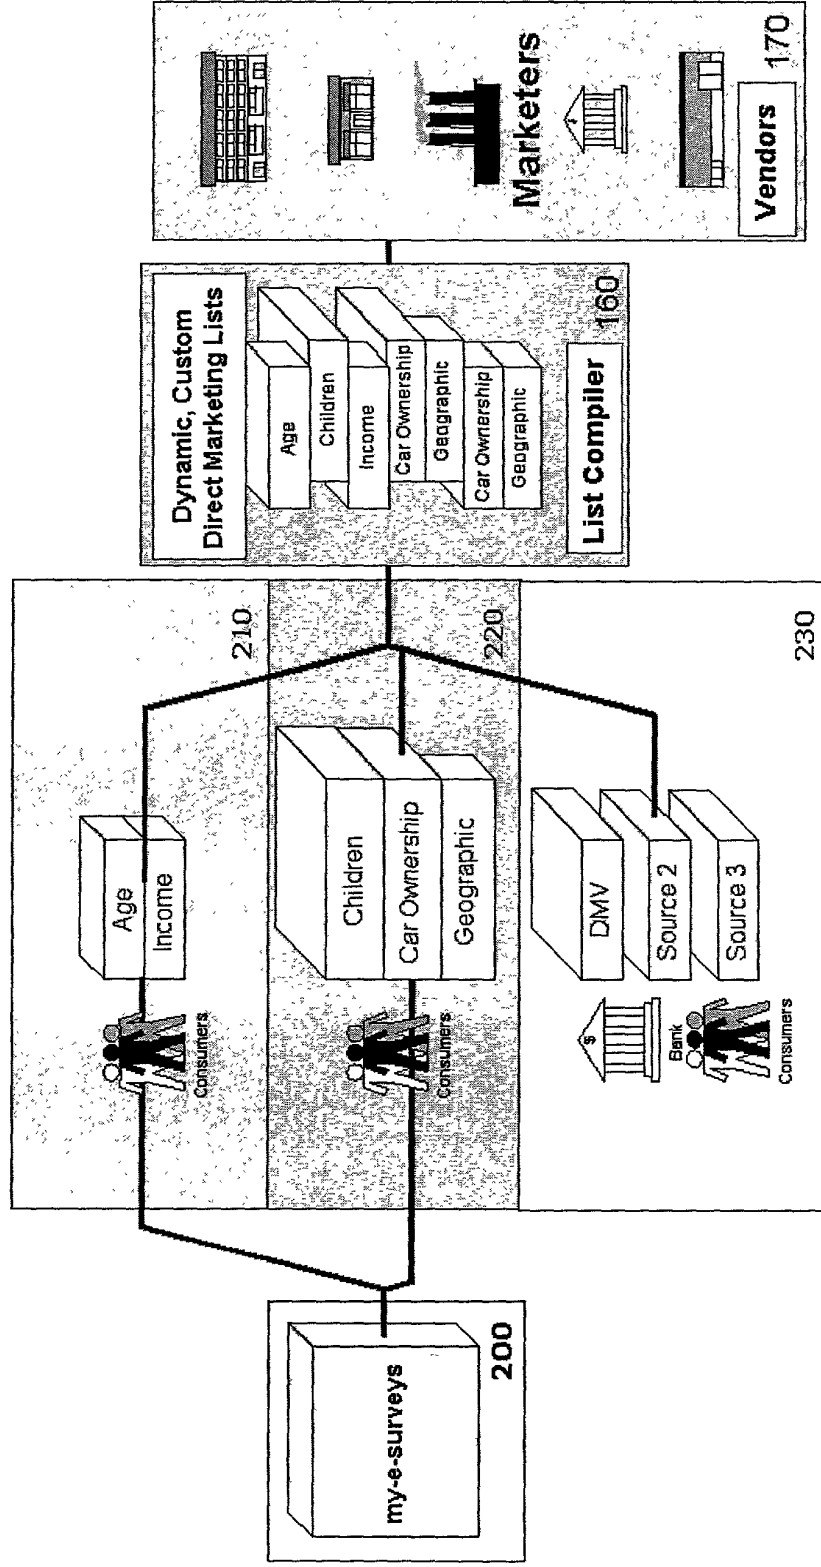 my-e-surveys
200
Consumers
Age
Income
210
Consumers
Children
Car Ownership
Geographic
220
Bank
Consumers
DMV
Source 2
Source 3
230
Dynamic, Custom
Direct Marketing Lists
Age
Children
Income
Car Ownership
Geographic
Car Ownership
Geographic
List Compiler
160
Marketers
Vendors
170